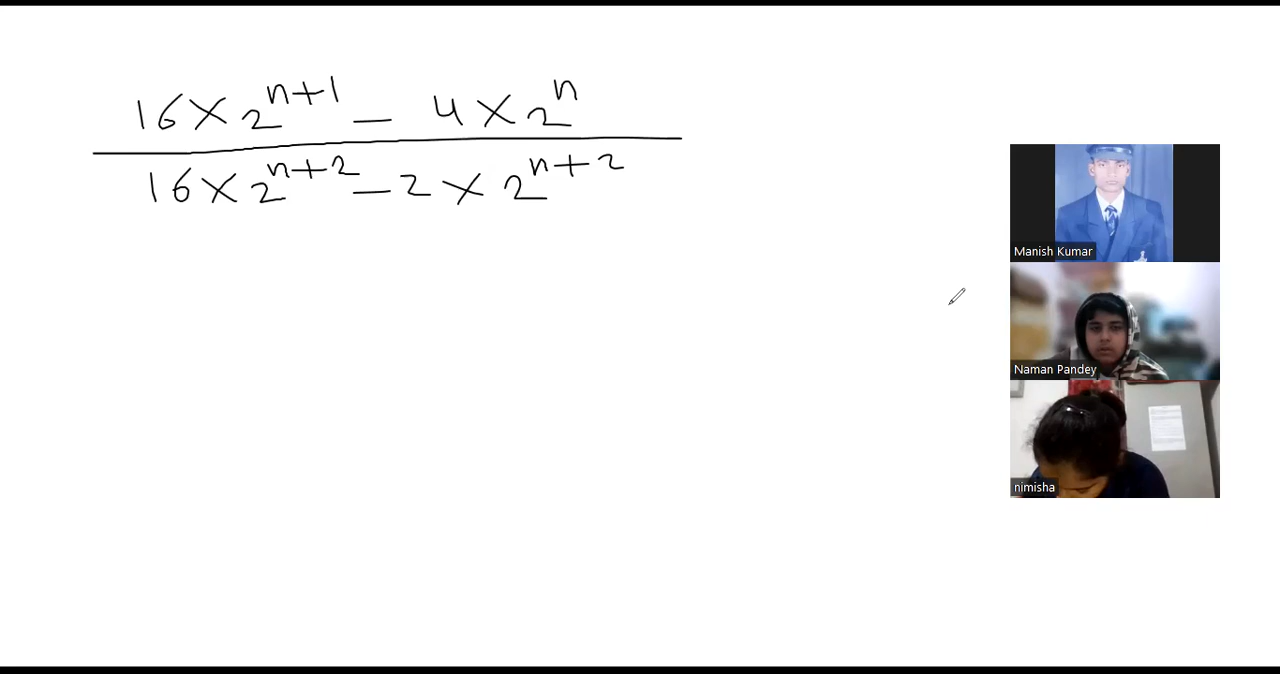 16 × 2^{n+1} – 4 × 2^{n}
16 × 2^{n+2} – 2 × 2^{n+2}
Manish Kumar
Naman Pandey
nimisha